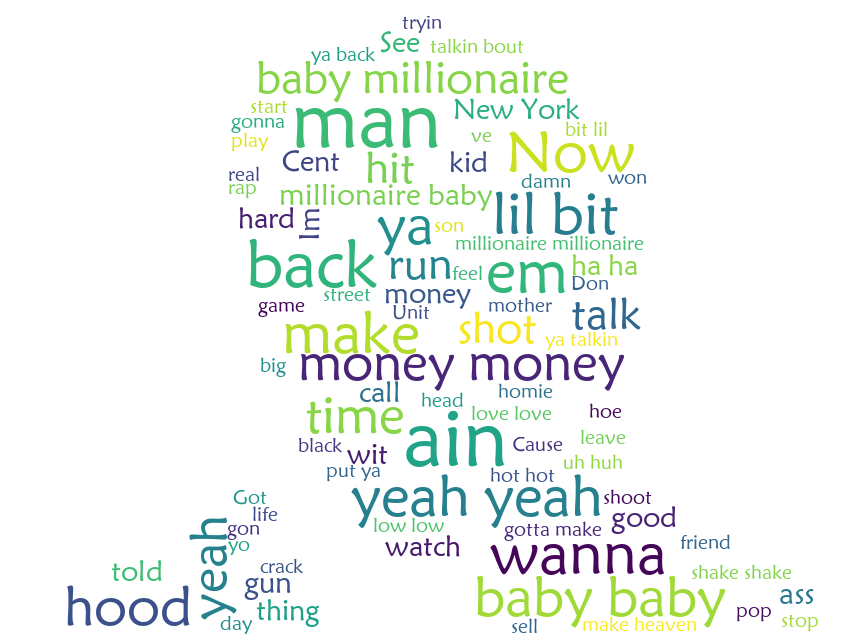 tryin
See
ya back
talkin bout
baby millionaire
start
gonna
man
New York
play
ve
bit lil
Now
Cent
hit
kid
real
rap
damn
won
millionaire baby
hard
Im
ya
son
lil bit
millionaire millionaire
back
run
feel
em
ha ha
Don
street
money
game
Unit
mother
talk
make
shot
ya talkin
big
money money
call
head
homie
time
love love
hoe
ain
black
wit
Cause
leave
put ya
hot hot
uh huh
yeah yeah
shoot
Got
life
gon
yo
yeah
low low
gotta make
good
watch
wanna
friend
told
crack
gun
shake shake
hood
thing
day
baby baby
ass
pop
sell
make heaven
stop